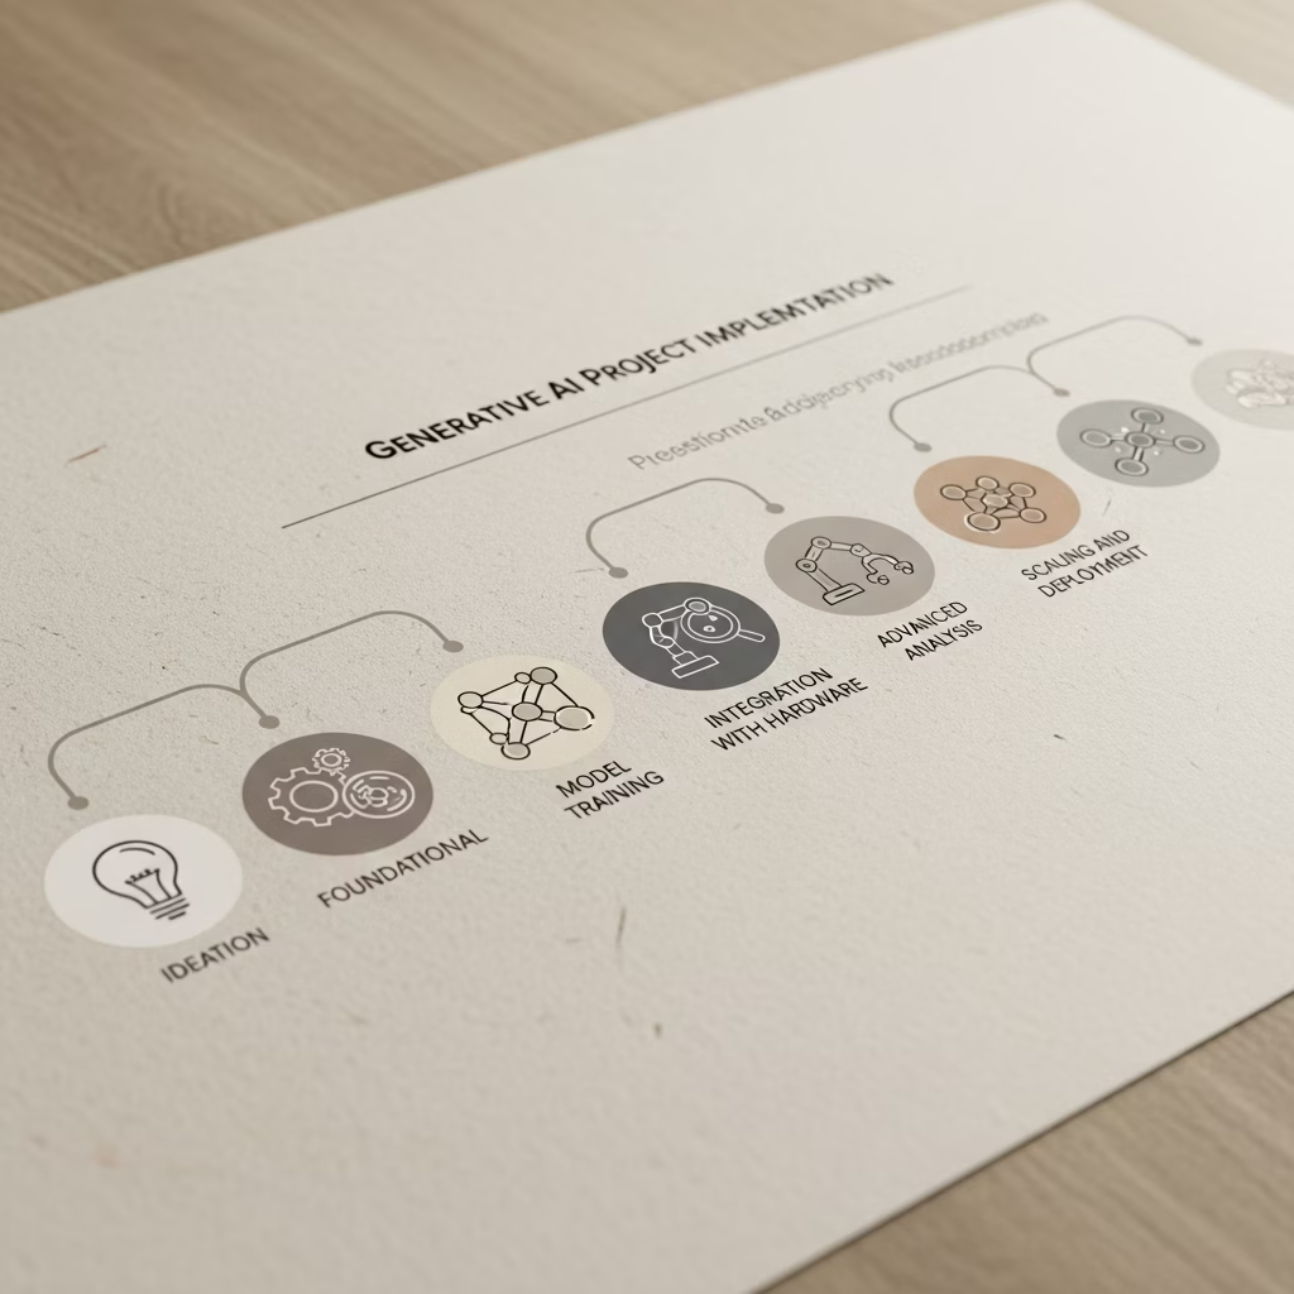 GENERATIVE AI PROJECT IMPLEMTATION
IDEATION
FOUNDATIONAL
MODEL
TRAINING
INTEGRATION
WITH HARDWARE
ADVANCED
ANALYSIS
SCALING AND
DEPLOYMENT